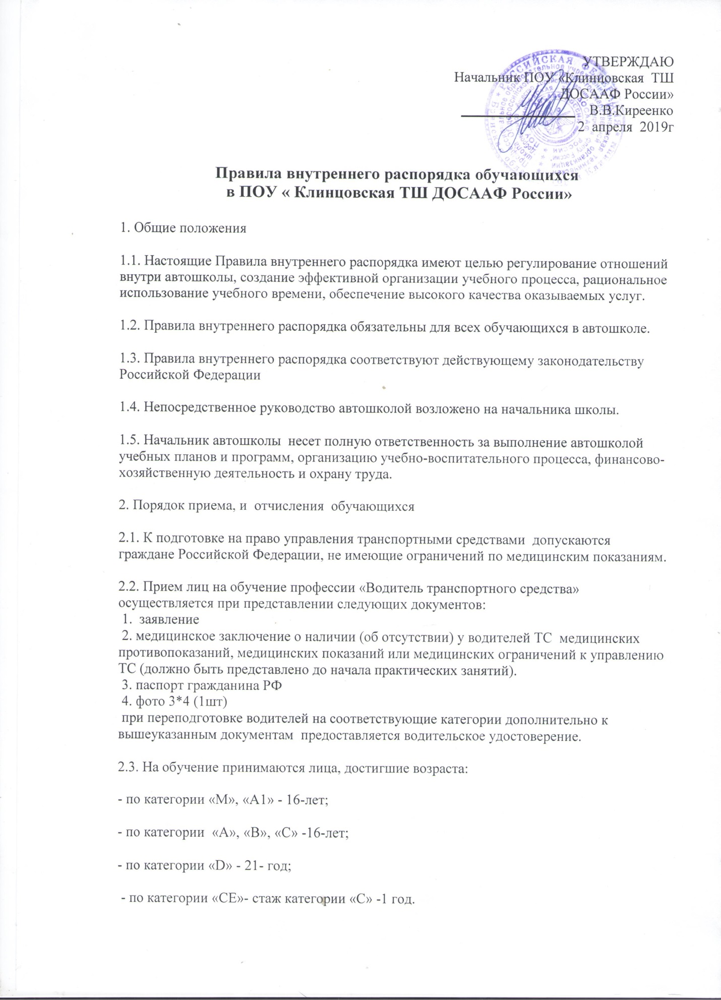 УТВЕРЖДАЮ
Начальник ПОУ «Клинцовская ТШ
ДОСААФ России»
В.В.Киреенко
2 апреля 2019г
РОССИЙСКАЯ ФЕДЕРАЦИЯ
Правила внутреннего распорядка обучающихся
в ПОУ « Клинцовская ТШ ДОСААФ России»
1. Общие положения
1.1. Настоящие Правила внутреннего распорядка имеют целью регулирование отношений
внутри автошколы, создание эффективной организации учебного процесса, рациональное
использование учебного времени, обеспечение высокого качества оказываемых услуг.
1.2. Правила внутреннего распорядка обязательны для всех обучающихся в автошколе.
1.3. Правила внутреннего распорядка соответствуют действующему законодательству
Российской Федерации
1.4. Непосредственное руководство автошколой возложено на начальника школы.
1.5. Начальник автошколы несет полную ответственность за выполнение автошколой
учебных планов и программ, организацию учебно-воспитательного процесса, финансово-
хозяйственную деятельность и охрану труда.
2. Порядок приема, и отчисления обучающихся
2.1. К подготовке на право управления транспортными средствами допускаются
граждане Российской Федерации, не имеющие ограничений по медицинским показаниям.
2.2. Прием лиц на обучение профессии «Водитель транспортного средства»
осуществляется при представлении следующих документов:
1. заявление
2. медицинское заключение о наличии (об отсутствии) у водителей ТС медицинских
противопоказаний, медицинских показаний или медицинских ограничений к управлению
ТС (должно быть представлено до начала практических занятий).
3. паспорт гражданина РФ
4. фото 3*4 (1шт)
при переподготовке водителей на соответствующие категории дополнительно к
вышеуказанным документам предоставляется водительское удостоверение.
2.3. На обучение принимаются лица, достигшие возраста:
- по категории «М», «А1» - 16-лет;
- по категории «А», «В», «С» -16-лет;
- по категории «D» - 21- год;
- по категории «СЕ»- стаж категории «С» -1 год.